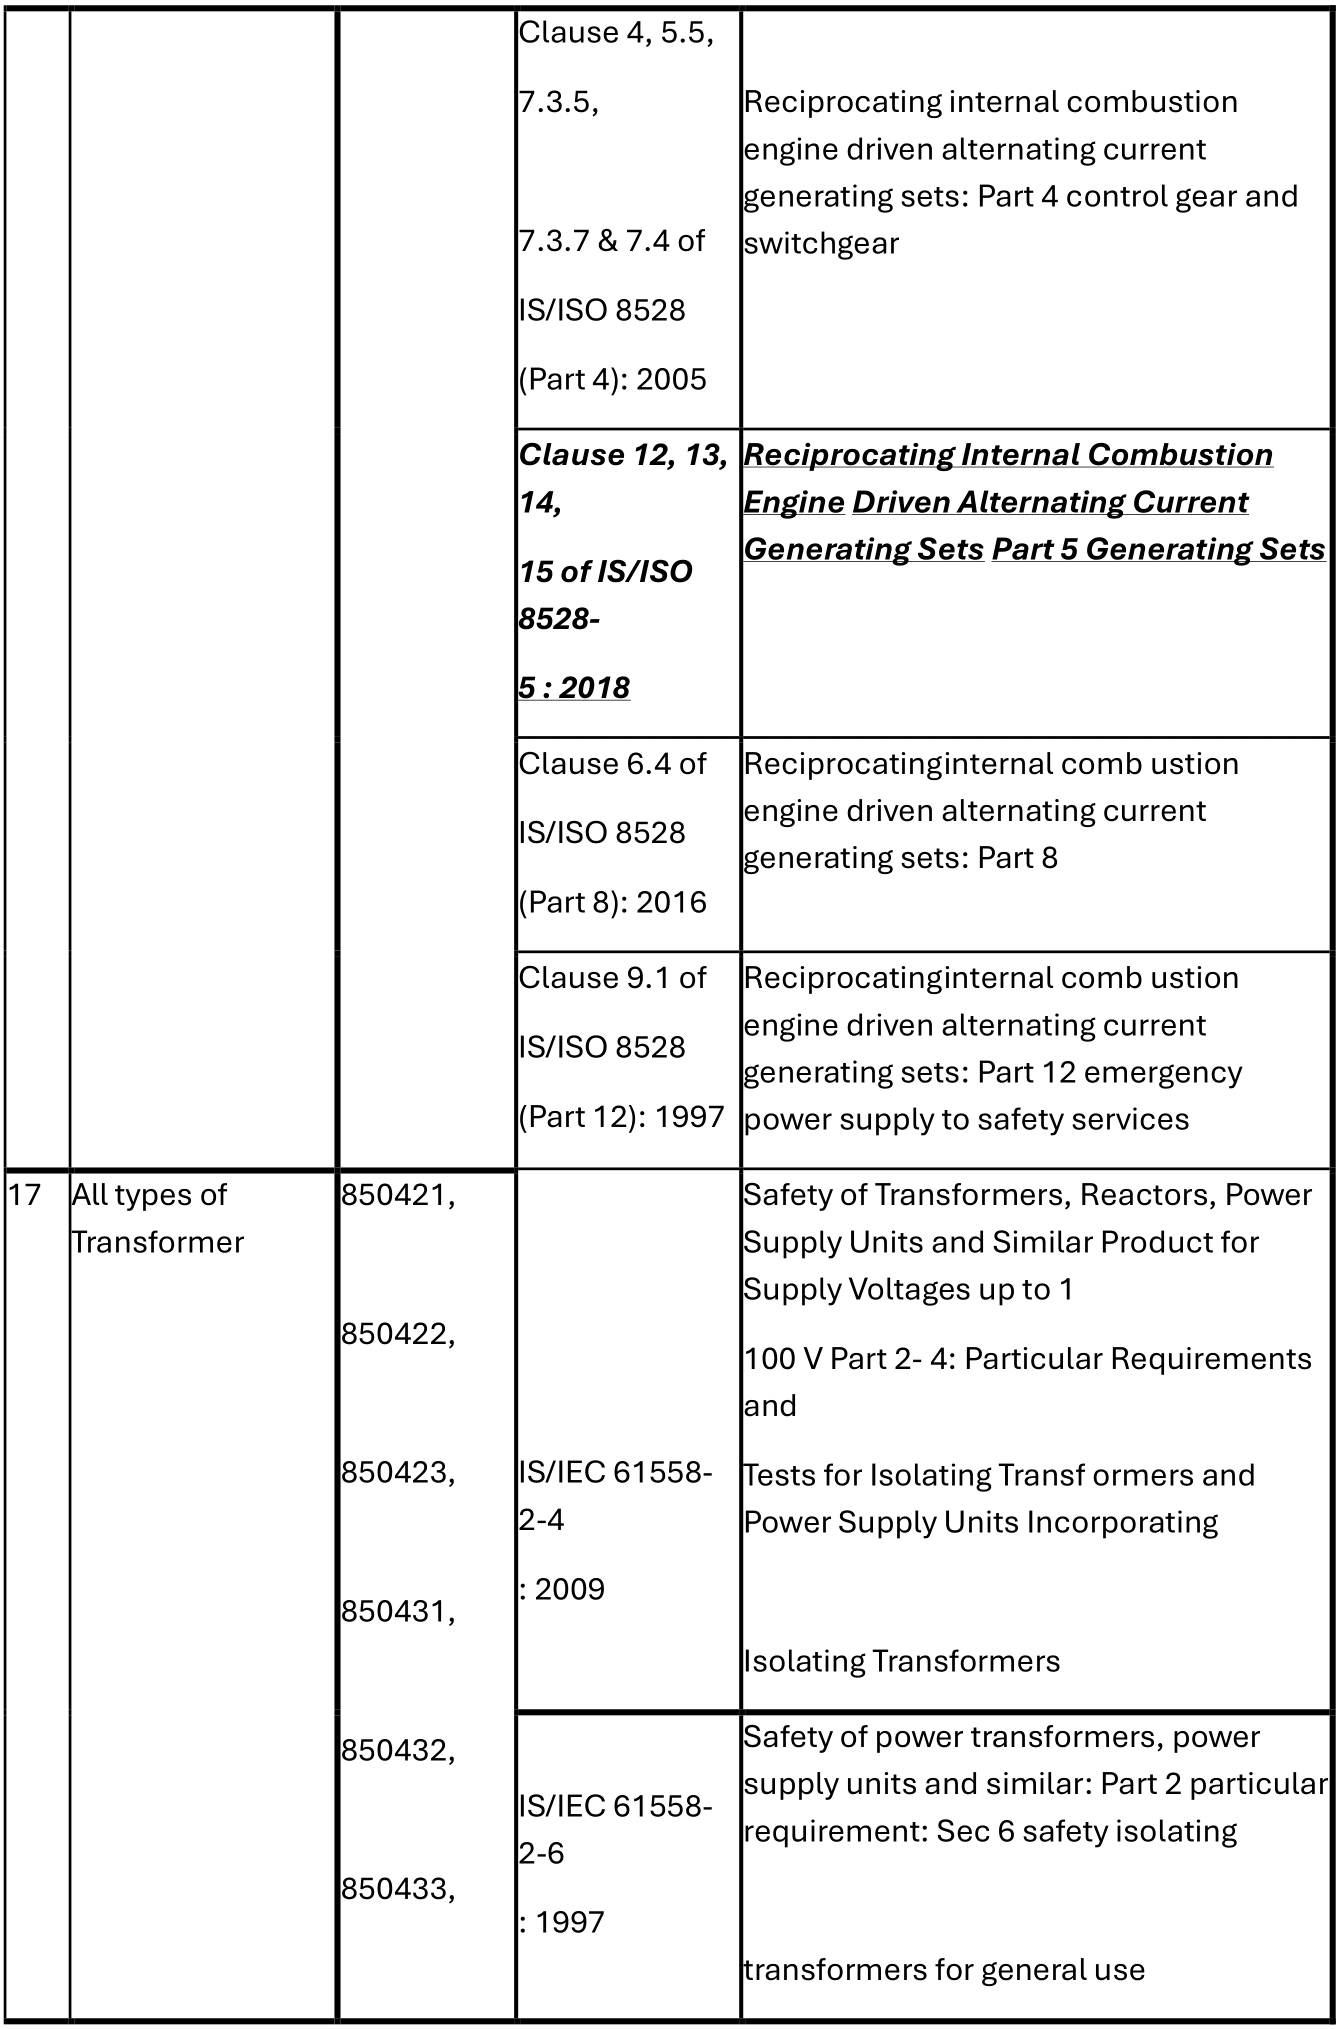 Clause 4, 5.5,
7.3.5,
7.3.7 & 7.4 of
IS/ISO 8528
(Part 4): 2005
Reciprocating internal combustion
engine driven alternating current
generating sets: Part 4 control gear and
switchgear
Clause 12, 13,
14,
15 of IS/ISO
8528-
5 : 2018
Reciprocating Internal Combustion
Engine Driven Alternating Current
Generating Sets Part 5 Generating Sets
Clause 6.4 of
IS/ISO 8528
(Part 8): 2016
Reciprocatinginternal comb ustion
engine driven alternating current
generating sets: Part 8
Clause 9.1 of
IS/ISO 8528
(Part 12): 1997
Reciprocatinginternal comb ustion
engine driven alternating current
generating sets: Part 12 emergency
power supply to safety services
17
All types of
Transformer
850421,
850422,
850423,
850431,
850432,
850433,
IS/IEC 61558-
2-4
: 2009
Safety of Transformers, Reactors, Power
Supply Units and Similar Product for
Supply Voltages up to 1
100 V Part 2- 4: Particular Requirements
and
Tests for Isolating Transf ormers and
Power Supply Units Incorporating
Isolating Transformers
IS/IEC 61558-
2-6
: 1997
Safety of power transformers, power
supply units and similar: Part 2 particular
requirement: Sec 6 safety isolating
transformers for general use